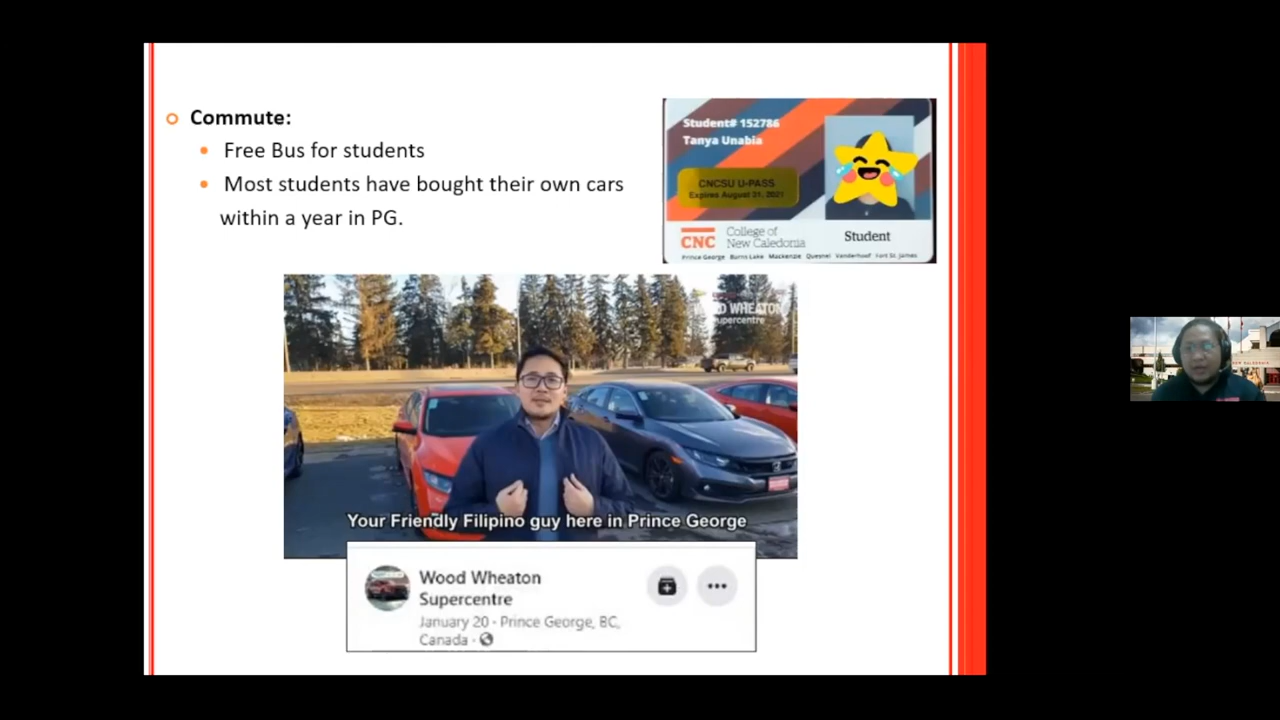 Commute:
Free Bus for students
Most students have bought their own cars
within a year in PG.
Student# 152786
Tanya Unabia
CNCSU U-PASS
Expires August 31, 2021
CNC
College of
New Caledonia
Student
Prince George Burns Lake Mackenzie Quesnel Vanderhoof Fort St. James
WOOD WHEATON
Supercentre
Your Friendly Filipino guy here in Prince George
Wood Wheaton
Supercentre
January 20 · Prince George, BC,
Canada ·